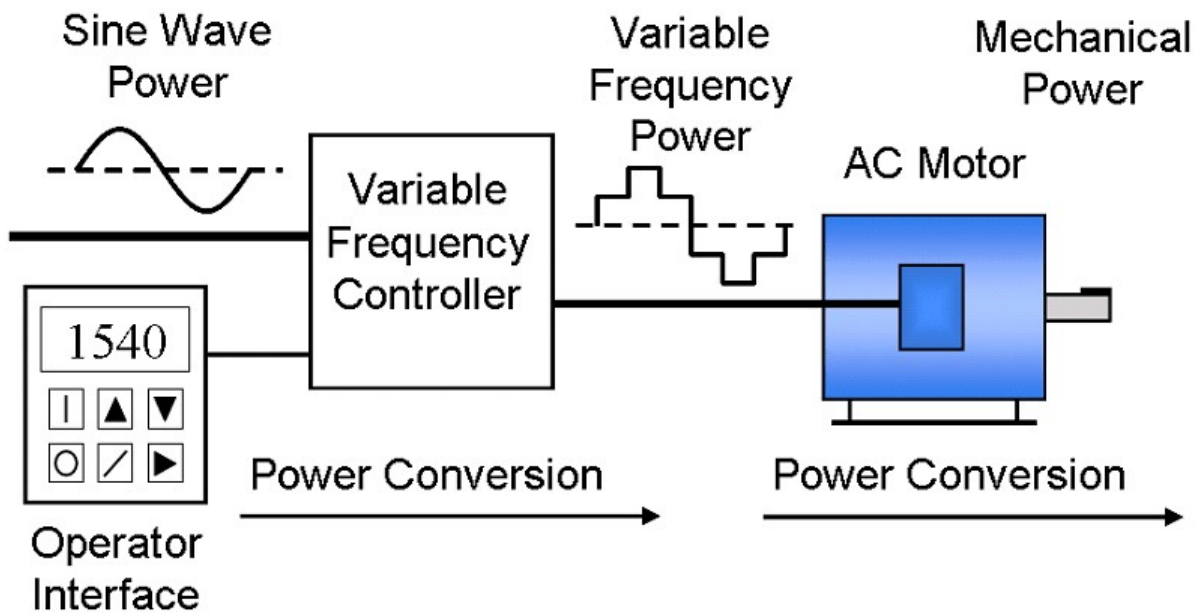 Sine Wave
Power
Variable
Frequency
Power
Mechanical
Power
AC Motor
Variable
Frequency
Controller
1540
Operator
Interface
Power Conversion
Power Conversion